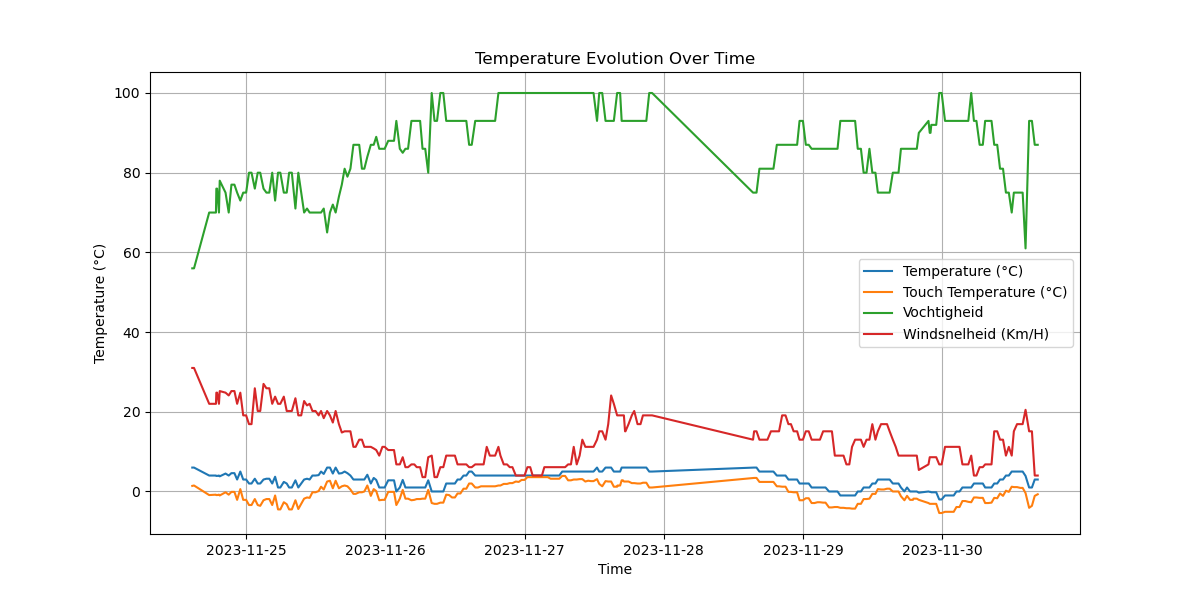 Temperature Evolution Over Time
Temperature (°C)
100
80
60
40
20
0
Temperature (°C)
Touch Temperature (°C)
Vochtigheid
Windsnelheid (Km/H)
2023-11-25
2023-11-26
2023-11-27
2023-11-28
2023-11-29
2023-11-30
Time